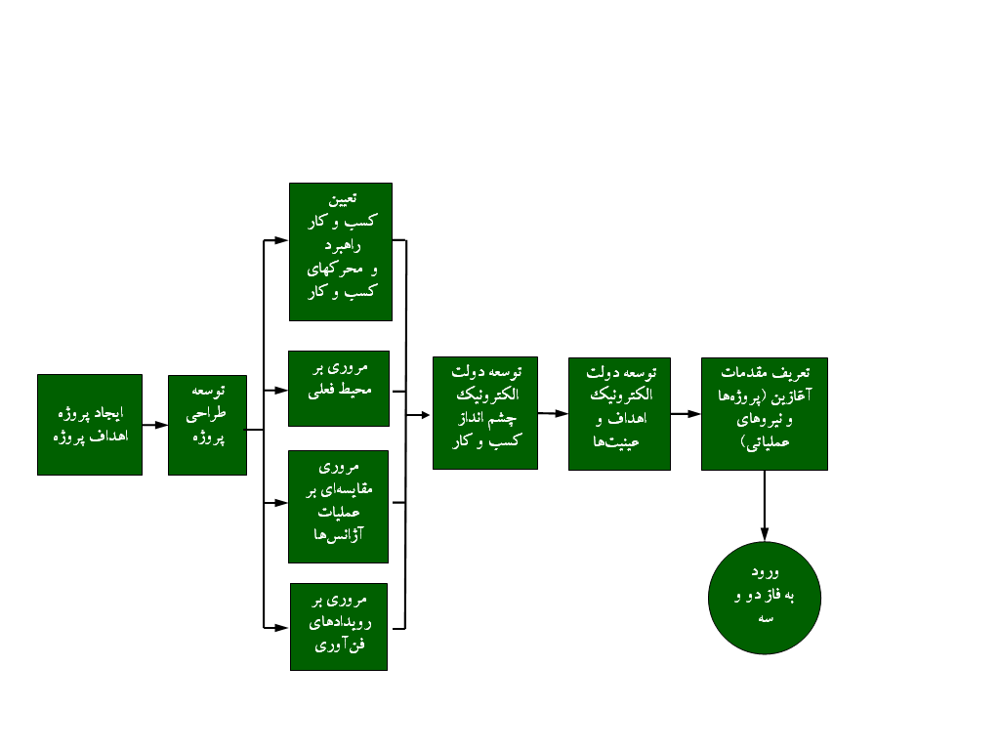 ایجاد پروژه
اهداف پروژه
توسعه
طراحی
پروژه
تعیین
کسب و کار
راهبرد
و محرکهای
کسب و کار
مروری بر
محیط فعلی
مروری
مقایسه‌ای بر
عملیات
آژانس‌ها
مروری بر
رویدادهای
فن‌آوری
توسعه دولت
الکترونیک
چشم انداز
کسب و کار
توسعه دولت
الکترونیک
اهداف و
عینیت‌ها
تعریف مقدمات
آغازین (پروژه‌ها
و نیروهای
عملیاتی)
ورود
به فاز دو و
سه